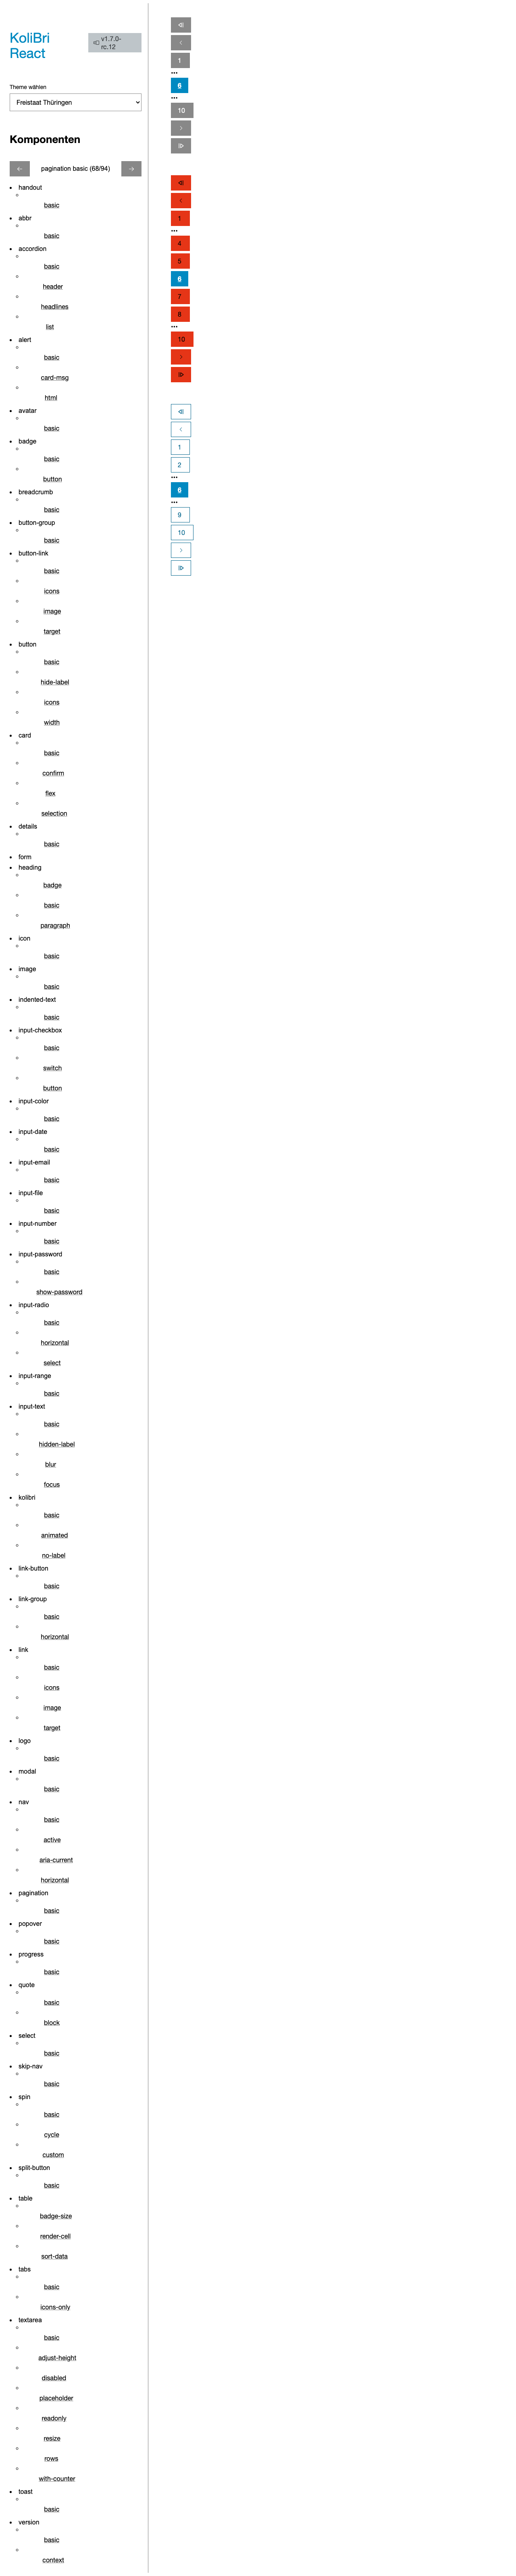 KoliBri
React
v1.7.0-
rc.12
Theme wählen
Freistaat Thüringen
Komponenten
pagination basic (68/94)
handout
basic
abbr
basic
accordion
basic
header
headlines
list
alert
basic
card-msg
html
avatar
basic
badge
basic
button
breadcrumb
basic
button-group
basic
button-link
basic
icons
image
target
button
basic
hide-label
icons
width
card
basic
confirm
flex
selection
details
basic
form
heading
badge
basic
paragraph
icon
basic
image
basic
indented-text
basic
input-checkbox
basic
switch
button
input-color
basic
input-date
basic
input-email
basic
input-file
basic
input-number
basic
input-password
basic
show-password
input-radio
basic
horizontal
select
input-range
basic
input-text
basic
hidden-label
blur
focus
kolibri
basic
animated
no-label
link-button
basic
link-group
basic
horizontal
link
basic
icons
image
target
logo
basic
modal
basic
nav
basic
active
aria-current
horizontal
pagination
basic
popover
basic
progress
basic
quote
basic
block
select
basic
skip-nav
basic
spin
basic
cycle
custom
split-button
basic
table
badge-size
render-cell
sort-data
tabs
basic
icons-only
textarea
basic
adjust-height
disabled
placeholder
readonly
resize
rows
with-counter
toast
basic
version
basic
context
1
•••
6
•••
10
1
•••
4
5
6
7
8
•••
10
1
2
•••
6
•••
9
10